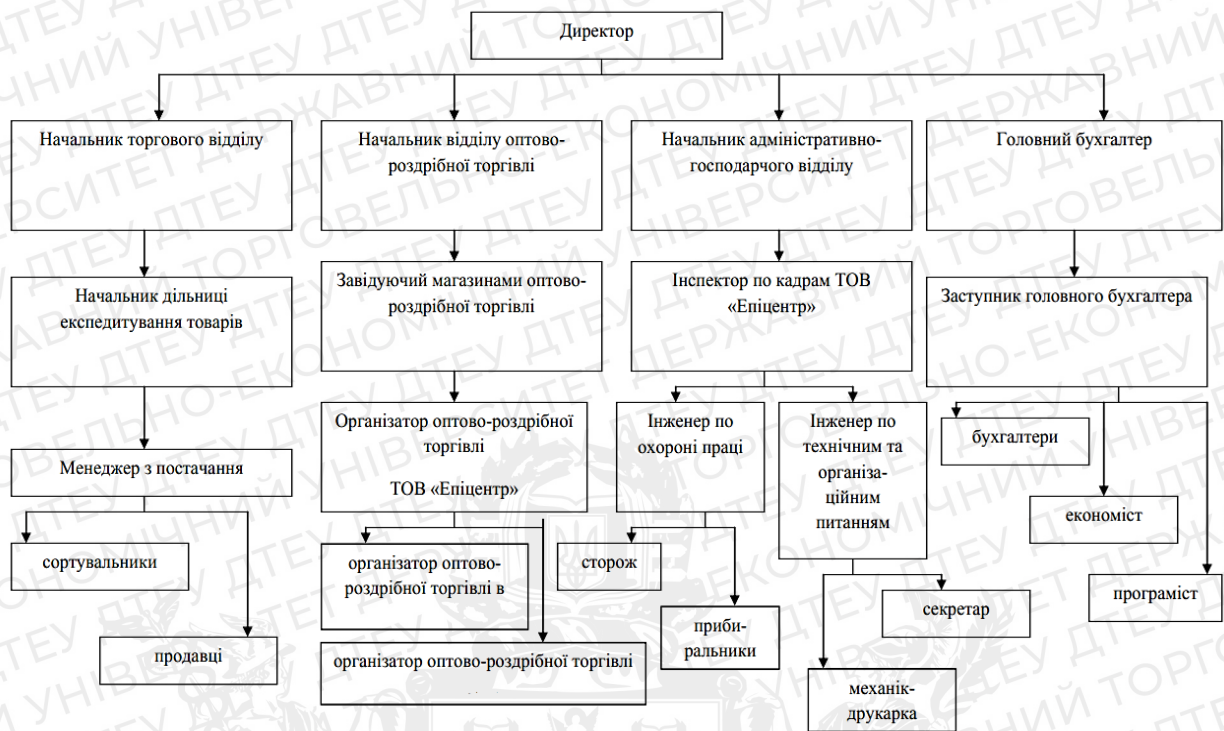 Директор
Начальник торгового відділу
Начальник відділу оптово-
роздрібної торгівлі
Начальник адміністративно-
господарчого відділу
Головний бухгалтер
Начальник дільниці
експедитування товарів
Завідуючий магазинами оптово-
роздрібної торгівлі
Інспектор по кадрам ТОВ
«Епіцентр»
Заступник головного бухгалтера
Менеджер з постачання
Організатор оптово-роздрібної
торгівлі
ТОВ «Епіцентр»
Інженер по
охороні праці
Інженер по
технічним та
організа-
ційним
питанням
бухгалтери
економіст
програміст
сортувальники
продавці
організатор оптово-
роздрібної торгівлі в
організатор оптово-роздрібної торгівлі
сторож
приби-
ральники
секретар
механік-
друкарка